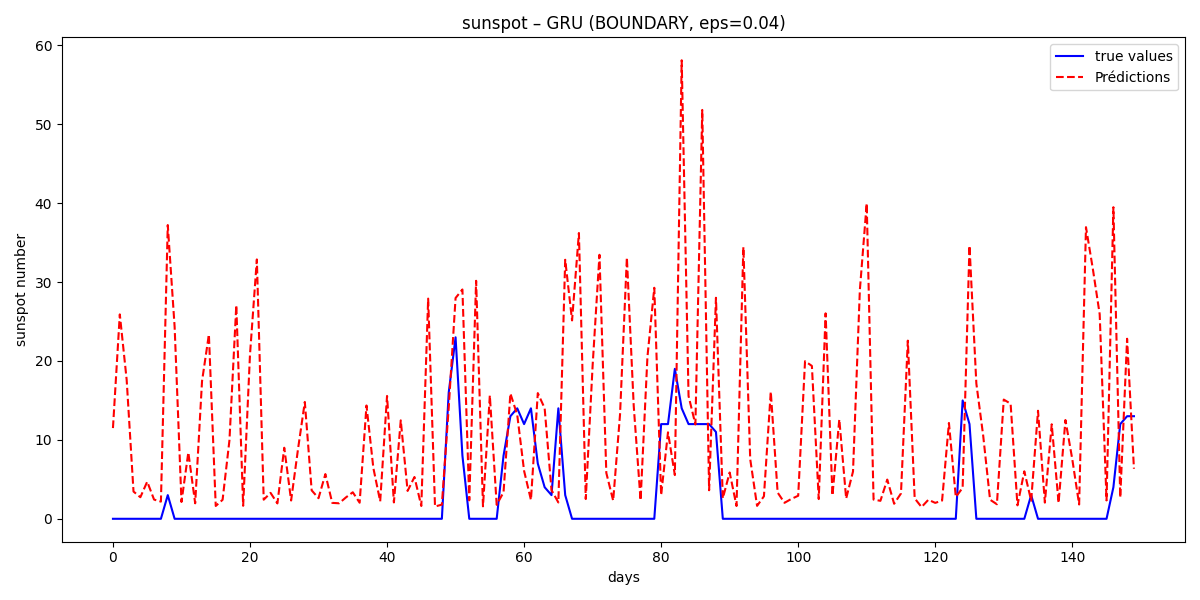 sunspot – GRU (BOUNDARY, eps=0.04)
true values
Prédictions
sunspot number
60
50
40
30
20
10
0
0 20 40 60 80 100 120 140
days